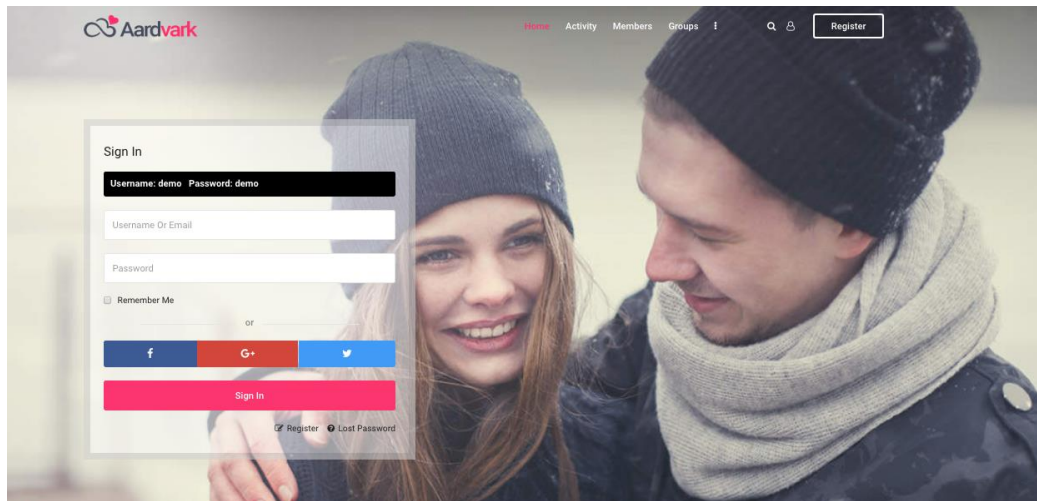 Aardvark
Home Activity Members Groups Register
Sign In
Username: demo Password: demo
Username Or Email
Password
Remember Me
or
f G+
Sign In
Register Lost Password